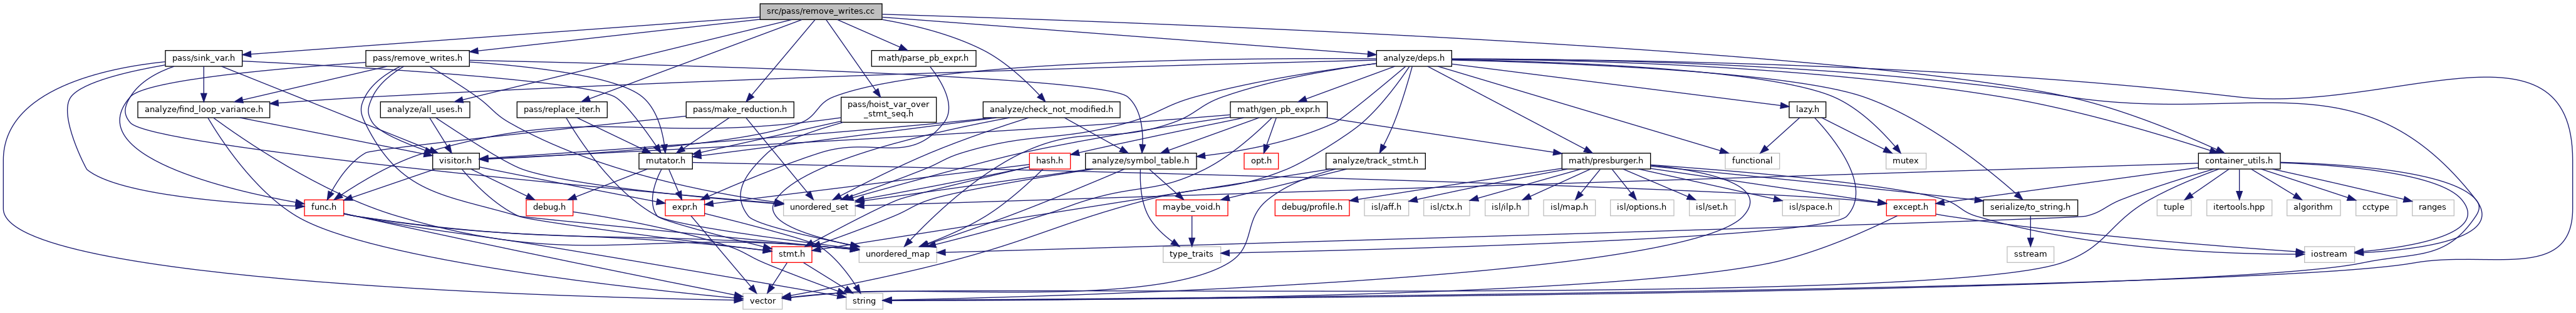 src/pass/remove_writes.cc
pass/sink_var.h
pass/remove_writes.h
math/parse_pb_expr.h
analyze/deps.h
analyze/find_loop_variance.h
analyze/all_uses.h
pass/replace_iter.h
pass/make_reduction.h
pass/hoist_var_over
_stmt_seq.h
analyze/check_not_modified.h
math/gen_pb_expr.h
lazy.h
visitor.h
mutator.h
hash.h
analyze/symbol_table.h
opt.h
analyze/track_stmt.h
math/presburger.h
functional
mutex
container_utils.h
func.h
debug.h
expr.h
unordered_set
maybe_void.h
debug/profile.h
isl/aff.h
isl/ctx.h
isl/ilp.h
isl/map.h
isl/options.h
isl/set.h
isl/space.h
except.h
serialize/to_string.h
tuple
itertools.hpp
algorithm
cctype
ranges
stmt.h
unordered_map
type_traits
sstream
iostream
vector
string